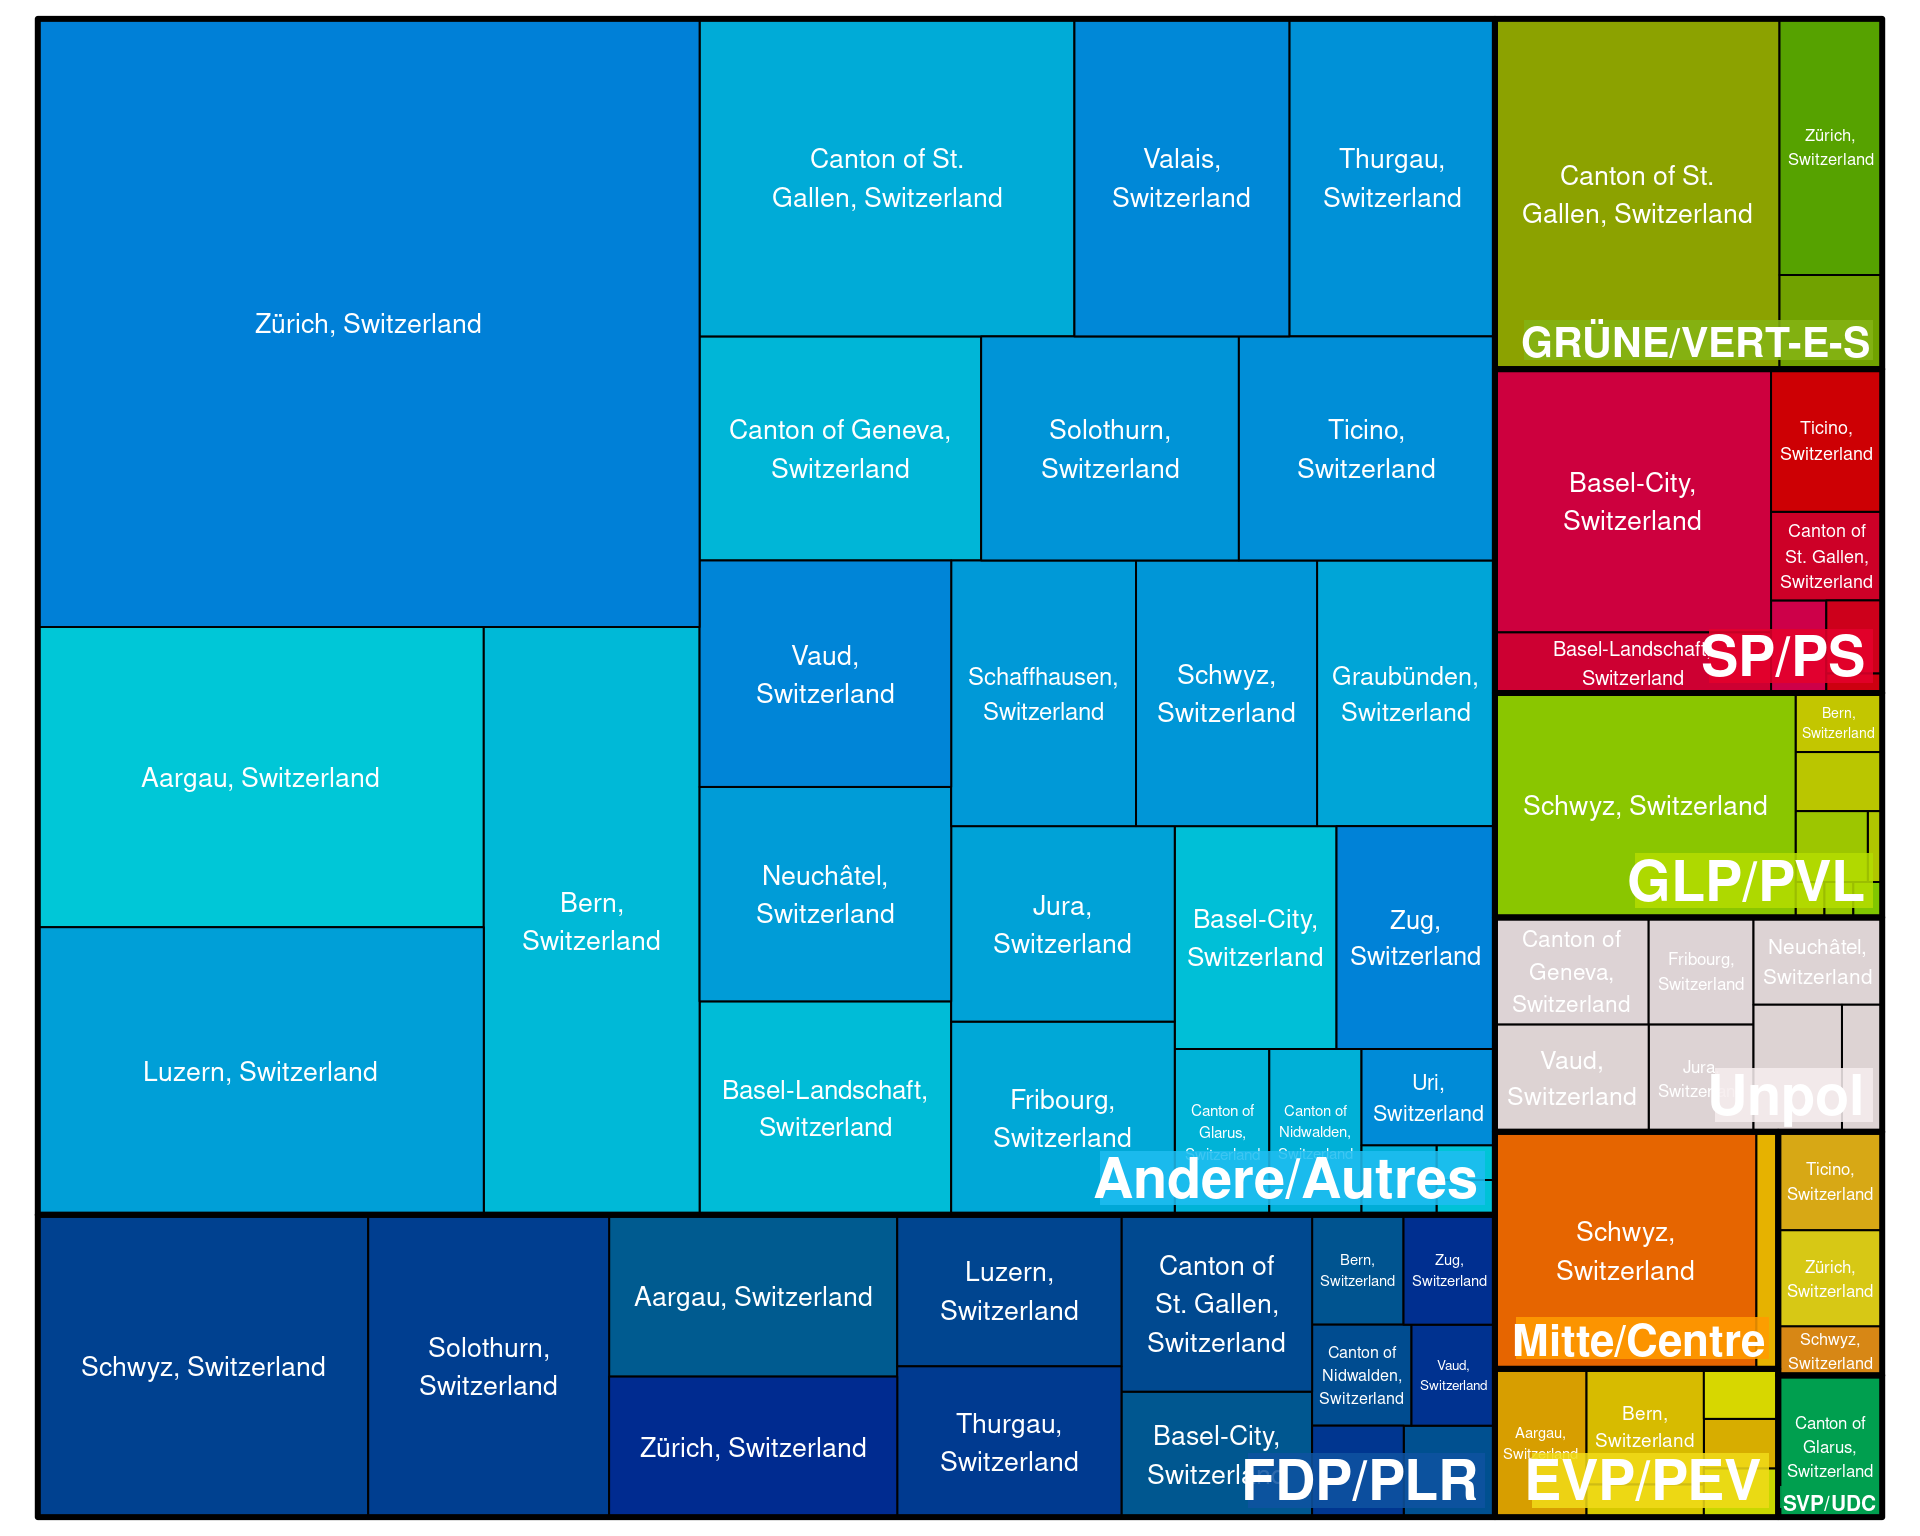 Zürich, Switzerland
Aargau, Switzerland
Luzern, Switzerland
Bern,
Switzerland
Canton of St.
Gallen, Switzerland
Valais,
Switzerland
Thurgau,
Switzerland
Canton of Geneva,
Switzerland
Solothurn,
Switzerland
Ticino,
Switzerland
Vaud,
Switzerland
Neuchâtel,
Switzerland
Basel-Landschaft,
Switzerland
Schaffhausen,
Switzerland
Schwyz,
Switzerland
Graubünden,
Switzerland
Jura,
Switzerland
Fribourg,
Switzerland
Basel-City,
Switzerland
Zug,
Switzerland
Canton of
Glarus,
Switzerland
Canton of
Nidwalden,
Switzerland
Uri,
Switzerland
Andere/Autres
Schwyz, Switzerland
Solothurn,
Switzerland
Aargau, Switzerland
Zürich, Switzerland
Luzern,
Switzerland
Thurgau,
Switzerland
Canton of
St. Gallen,
Switzerland
Basel-City,
Switzerland
Bern,
Switzerland
Zug,
Switzerland
Canton of
Nidwalden,
Switzerland
Vaud,
Switzerland
FDP/PLR
Canton of St.
Gallen, Switzerland
Zürich,
Switzerland
GRÜNE/VERT-E-S
Basel-City,
Switzerland
Basel-Landschaft,
Switzerland
Ticino,
Switzerland
Canton of
St. Gallen,
Switzerland
SP/PS
Schwyz, Switzerland
Bern,
Switzerland
GLP/PVL
Canton of
Geneva,
Switzerland
Vaud,
Switzerland
Fribourg,
Switzerland
Jura,
Switzerland
Neuchâtel,
Switzerland
Unpol
Schwyz,
Switzerland
Mitte/Centre
Ticino,
Switzerland
Zürich,
Switzerland
Schwyz,
Switzerland
Aargau,
Switzerland
Bern,
Switzerland
EVP/PEV
Canton of
Glarus,
Switzerland
SVP/UDC